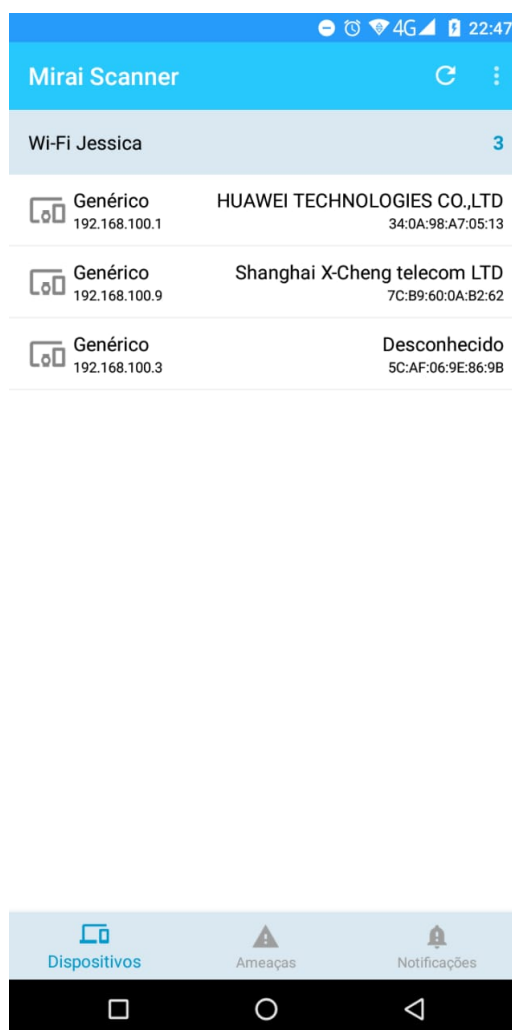 4G 22:47
Mirai Scanner
Wi-Fi Jessica 3
Genérico HUAWEI TECHNOLOGIES CO.,LTD
192.168.100.1 34:0A:98:A7:05:13
Genérico Shanghai X-Cheng telecom LTD
192.168.100.9 7C:B9:60:0A:B2:62
Genérico Desconhecido
192.168.100.3 5C:AF:06:9E:86:9B
Dispositivos Ameaças Notificações